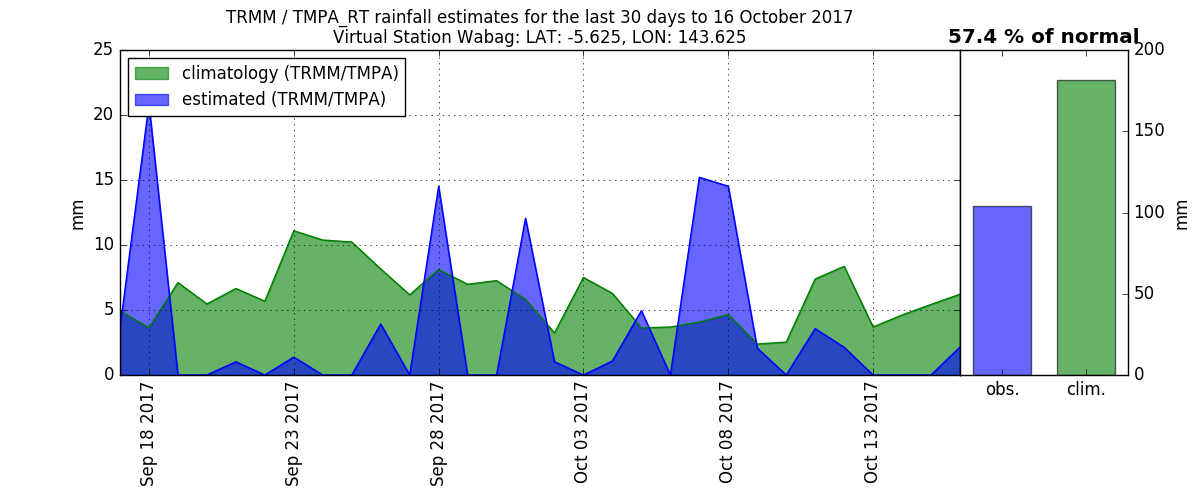 TRMM / TMPA_RT rainfall estimates for the last 30 days to 16 October 2017
Virtual Station Wabag: LAT: -5.625, LON: 143.625
57.4 % of normal
climatology (TRMM/TMPA)
estimated (TRMM/TMPA)
25
20
15
10
5
0
mm
Sep 18 2017
Sep 23 2017
Sep 28 2017
Oct 03 2017
Oct 08 2017
Oct 13 2017
obs.
clim.
200
150
100
50
0
mm